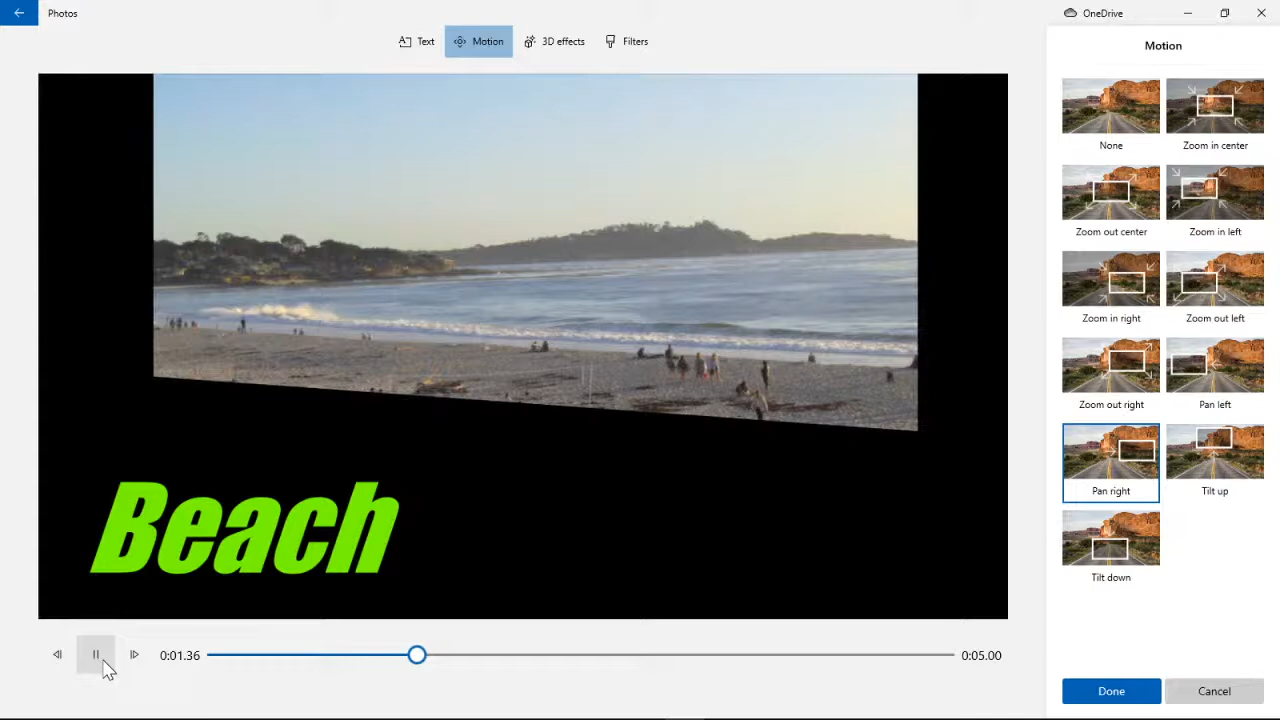 Photos
OneDrive
Text
Motion
3D effects
Filters
Motion
None
Zoom in center
Zoom out center
Zoom in left
Zoom in right
Zoom out left
Zoom out right
Pan left
Pan right
Tilt up
Tilt down
Beach
0:01.36
0:05.00
Done
Cancel